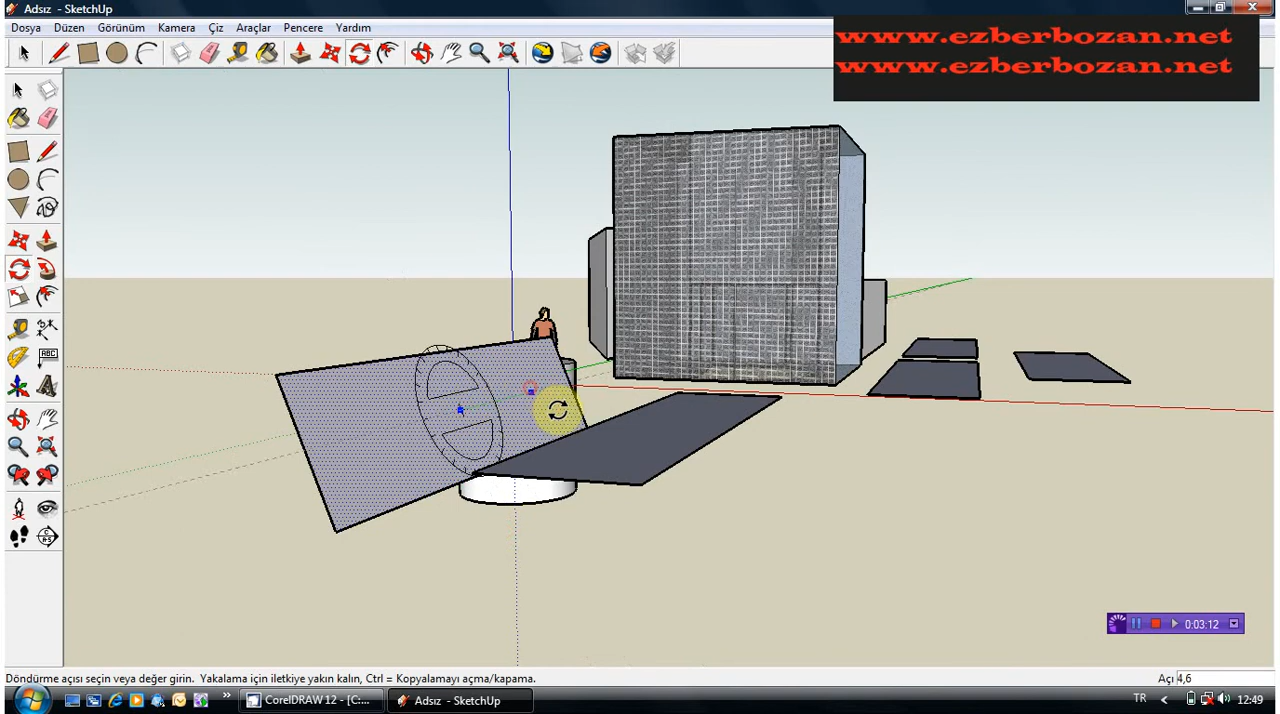 Adsız - SketchUp
Dosya Düzen Görünüm Kamera Çiz Araçlar Pencere Yardım
www.ezberbozan.net
www.ezberbozan.net
ABC
0:03:12
Döndürme açısı seçin veya değer girin. Yakalama için iletkiye yakın kalın, Ctrl = Kopyalamayı açma/kapama.
Açı 4,6
CorelDRAW 12 - [C:...
Adsız - SketchUp
TR
12:49